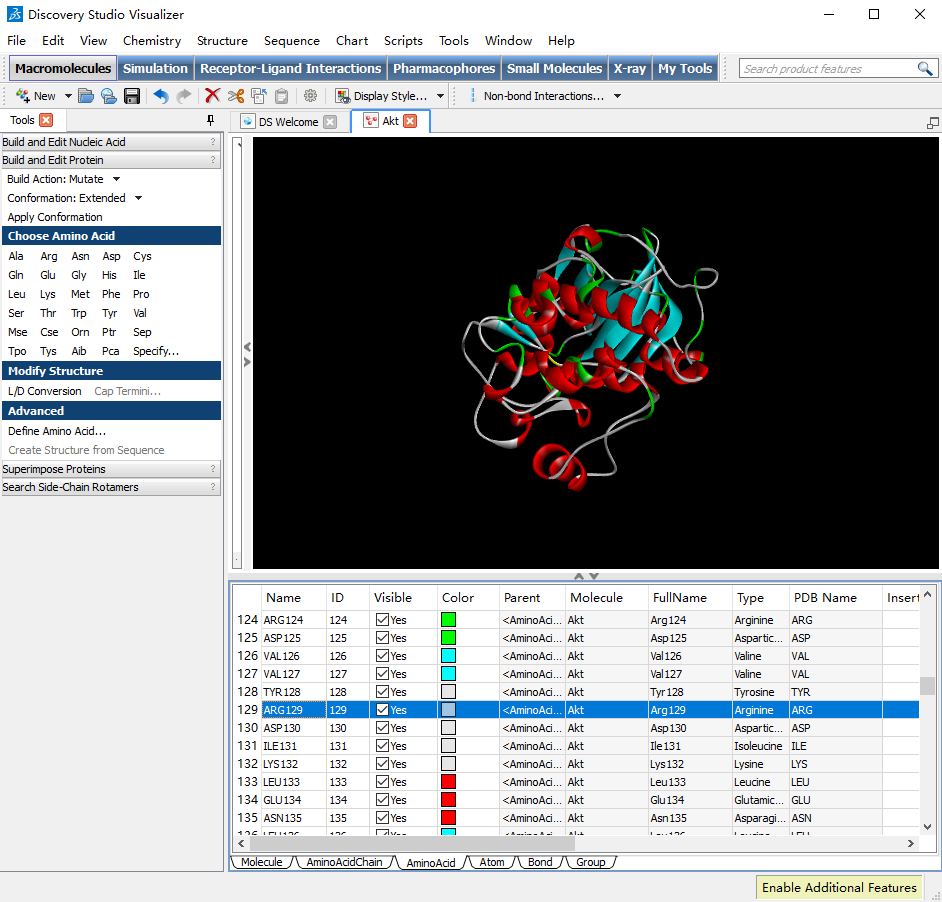 Discovery Studio Visualizer
File Edit View Chemistry Structure Sequence Chart Scripts Tools Window Help
Macromolecules Simulation Receptor-Ligand Interactions Pharmacophores Small Molecules X-ray My Tools Search product features
New Display Style... Non-bond Interactions...
Tools DS Welcome Akt
Build and Edit Nucleic Acid ?
Build and Edit Protein ?
Build Action: Mutate
Conformation: Extended
Apply Conformation
Choose Amino Acid
Ala Arg Asn Asp Cys
Gln Glu Gly His Ile
Leu Lys Met Phe Pro
Ser Thr Trp Tyr Val
Mse Cse Orn Ptr Sep
Tpo Tys Aib Pca Specify...
Modify Structure
L/D Conversion Cap Termini...
Advanced
Define Amino Acid...
Create Structure from Sequence
Superimpose Proteins ?
Search Side-Chain Rotamers ?
Name ID Visible Color Parent Molecule FullName Type PDB Name Insert
124 ARG124 124 Yes <AminoAci... Akt Arg124 Arginine ARG
125 ASP125 125 Yes <AminoAci... Akt Asp125 Aspartic... ASP
126 VAL126 126 Yes <AminoAci... Akt Val126 Valine VAL
127 VAL127 127 Yes <AminoAci... Akt Val127 Valine VAL
128 TYR128 128 Yes <AminoAci... Akt Tyr128 Tyrosine TYR
129 ARG129 129 Yes <AminoAci... Akt Arg129 Arginine ARG
130 ASP130 130 Yes <AminoAci... Akt Asp130 Aspartic... ASP
131 ILE131 131 Yes <AminoAci... Akt Ile131 Isoleucine ILE
132 LYS132 132 Yes <AminoAci... Akt Lys132 Lysine LYS
133 LEU133 133 Yes <AminoAci... Akt Leu133 Leucine LEU
134 GLU134 134 Yes <AminoAci... Akt Glu134 Glutamic... GLU
135 ASN135 135 Yes <AminoAci... Akt Asn135 Asparagi... ASN
Molecule AminoAcidChain AminoAcid Atom Bond Group
Enable Additional Features